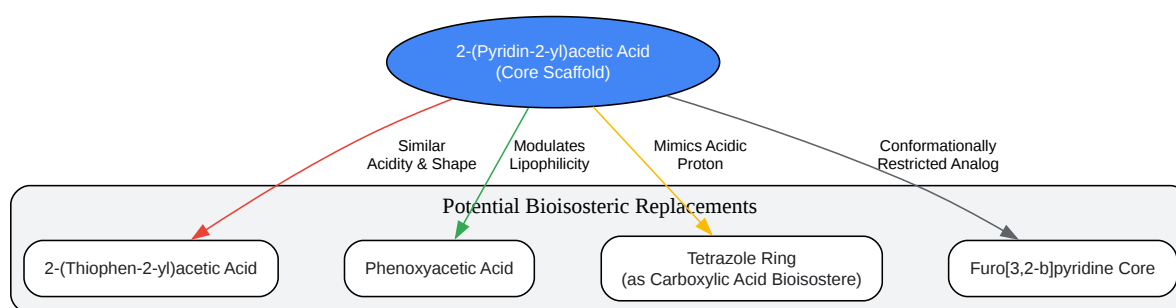 2-(Pyridin-2-yl)acetic Acid
(Core Scaffold)
Similar
Acidity & Shape
Modulates
Lipophilicity
Mimics Acidic
Proton
Conformationally
Restricted Analog
Potential Bioisosteric Replacements
2-(Thiophen-2-yl)acetic Acid
Phenoxyacetic Acid
Tetrazole Ring
(as Carboxylic Acid Bioisostere)
Furo[3,2-b]pyridine Core